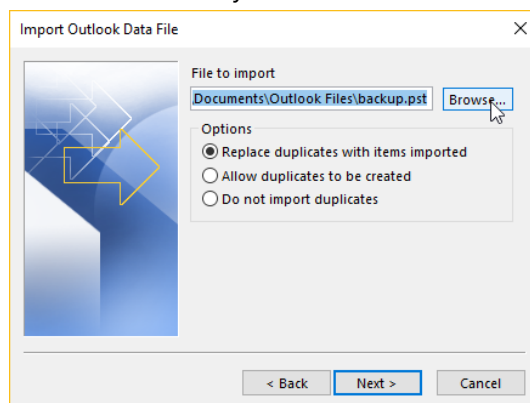 Import Outlook Data File
File to import
.Documents\Outlook Files\backup.pst
Browse...
Options
Replace duplicates with items imported
Allow duplicates to be created
Do not import duplicates
< Back
Next >
Cancel